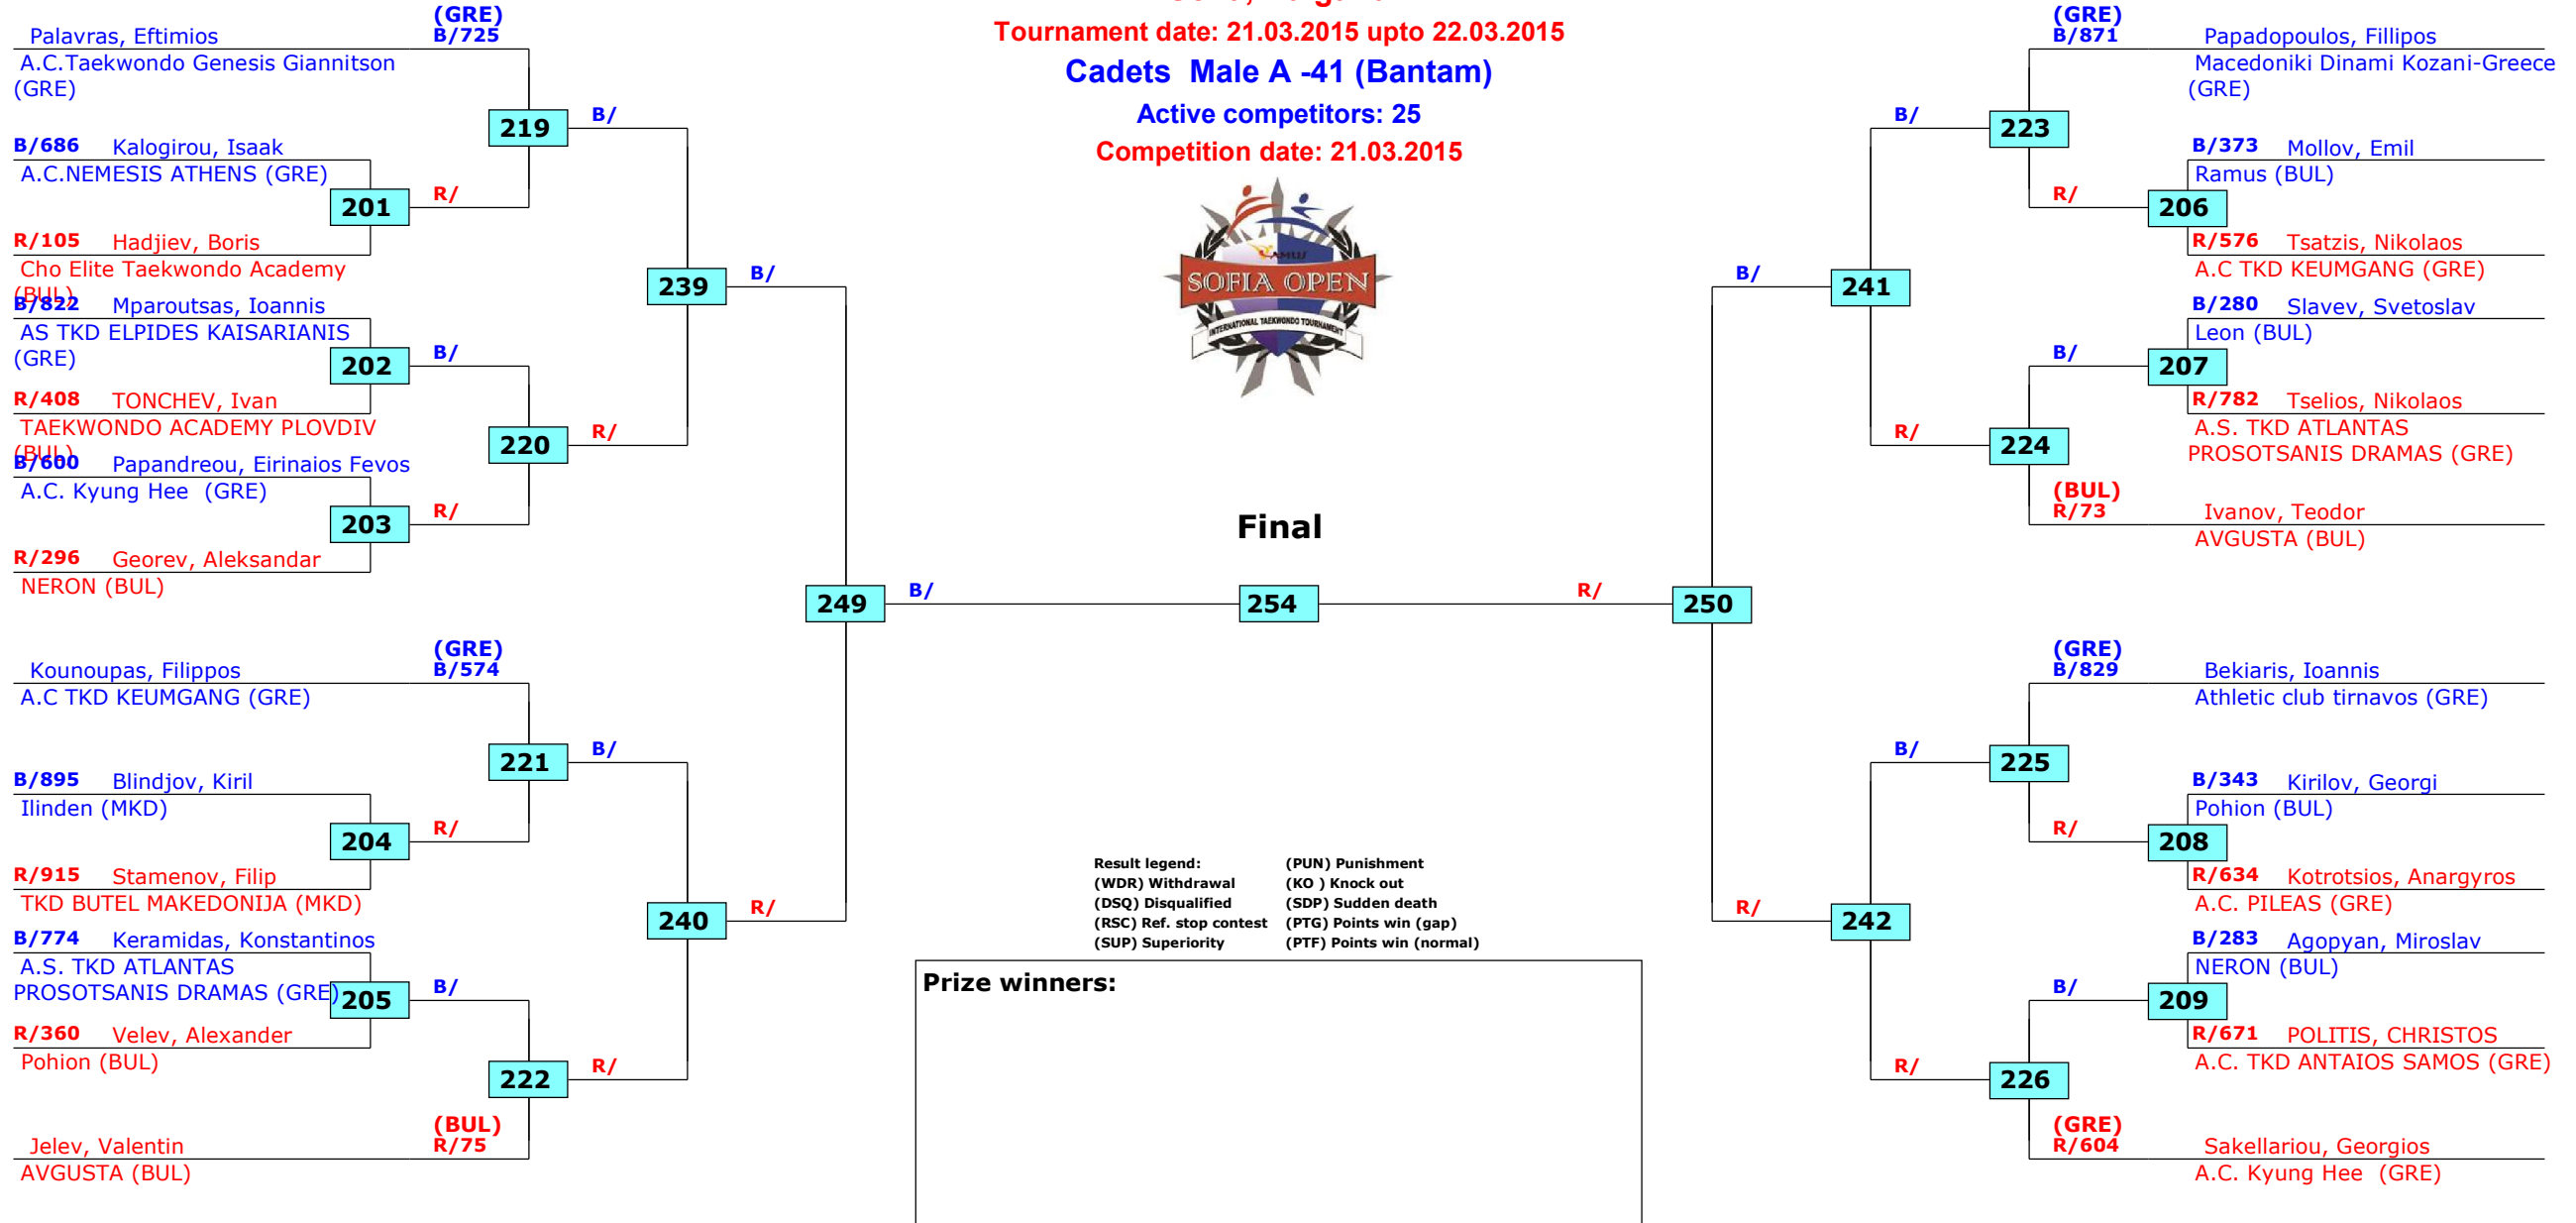 Tournament date: 21.03.2015 upto 22.03.2015
Cadets Male A -41 (Bantam)
Active competitors: 25
Competition date: 21.03.2015
SOFIA OPEN
INTERNATIONAL TAEKWONDO TOURNAMENT
(GRE)
Palavras, Eftimios B/725
A.C.Taekwondo Genesis Giannitson
(GRE)
219 B/
B/686 Kalogirou, Isaak
A.C.NEMESIS ATHENS (GRE)
201 R/
R/105 Hadjiev, Boris
Cho Elite Taekwondo Academy
(BUL)
239 B/
B/822 Mparoutsas, Ioannis
AS TKD ELPIDES KAISARIANIS
(GRE)
202 B/
R/408 TONCHEV, Ivan
TAEKWONDO ACADEMY PLOVDIV
(BUL)
220 R/
B/600 Papandreou, Eirinaios Fevos
A.C. Kyung Hee (GRE)
203 R/
R/296 Georev, Aleksandar
NERON (BUL)
Final
249 B/ 254 R/ 250
(GRE)
Kounoupas, Filippos B/574
A.C TKD KEUMGANG (GRE)
221 B/
B/895 Blindjov, Kiril
Ilinden (MKD)
204 R/
R/915 Stamenov, Filip
TKD BUTEL MAKEDONIJA (MKD)
240 R/
B/774 Keramidas, Konstantinos
A.S. TKD ATLANTAS
PROSOTSANIS DRAMAS (GRE)
205 B/
R/360 Velev, Alexander
Pohion (BUL)
222 R/
(BUL)
Jelev, Valentin R/75
AVGUSTA (BUL)
(GRE)
B/871 Papadopoulos, Fillipos
Macedoniki Dinami Kozani-Greece
(GRE)
B/ 223
B/373 Mollov, Emil
Ramus (BUL)
R/ 206
R/576 Tsatzis, Nikolaos
A.C TKD KEUMGANG (GRE)
B/ 241
B/280 Slavev, Svetoslav
Leon (BUL)
B/ 207
R/782 Tselios, Nikolaos
A.S. TKD ATLANTAS
PROSOTSANIS DRAMAS (GRE)
R/ 224
(BUL)
R/73 Ivanov, Teodor
AVGUSTA (BUL)
(GRE)
B/829 Bekiaris, Ioannis
Athletic club tirnavos (GRE)
B/ 225
B/343 Kirilov, Georgi
Pohion (BUL)
R/ 208
R/634 Kotrotsios, Anargyros
A.C. PILEAS (GRE)
R/ 242
B/283 Agopyan, Miroslav
NERON (BUL)
B/ 209
R/671 POLITIS, CHRISTOS
A.C. TKD ANTAIOS SAMOS (GRE)
R/ 226
(GRE)
R/604 Sakellariou, Georgios
A.C. Kyung Hee (GRE)
Result legend: (PUN) Punishment
(WDR) Withdrawal (KO ) Knock out
(DSQ) Disqualified (SDP) Sudden death
(RSC) Ref. stop contest (PTG) Points win (gap)
(SUP) Superiority (PTF) Points win (normal)
Prize winners: